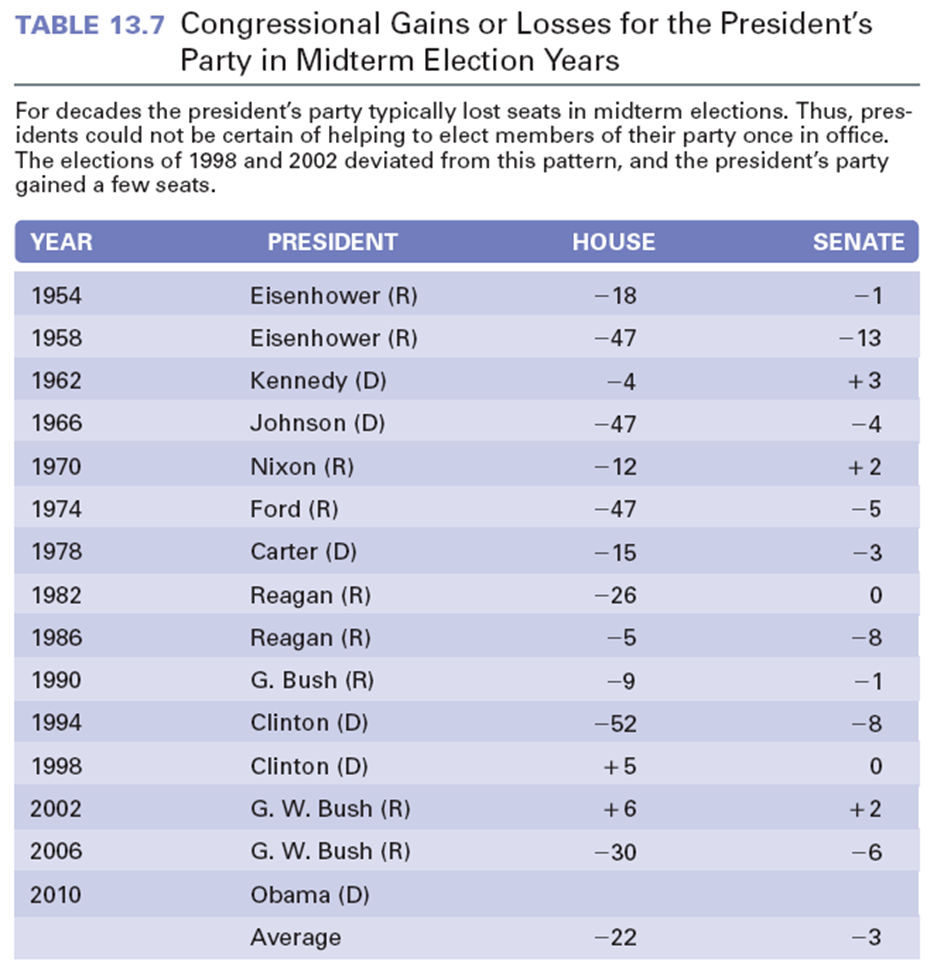 TABLE 13.7 Congressional Gains or Losses for the President’s
Party in Midterm Election Years
For decades the president’s party typically lost seats in midterm elections. Thus, pres-
idents could not be certain of helping to elect members of their party once in office.
The elections of 1998 and 2002 deviated from this pattern, and the president’s party
gained a few seats.
YEAR PRESIDENT HOUSE SENATE
1954 Eisenhower (R) −18 −1
1958 Eisenhower (R) −47 −13
1962 Kennedy (D) −4 +3
1966 Johnson (D) −47 −4
1970 Nixon (R) −12 +2
1974 Ford (R) −47 −5
1978 Carter (D) −15 −3
1982 Reagan (R) −26 0
1986 Reagan (R) −5 −8
1990 G. Bush (R) −9 −1
1994 Clinton (D) −52 −8
1998 Clinton (D) +5 0
2002 G. W. Bush (R) +6 +2
2006 G. W. Bush (R) −30 −6
2010 Obama (D)
Average −22 −3